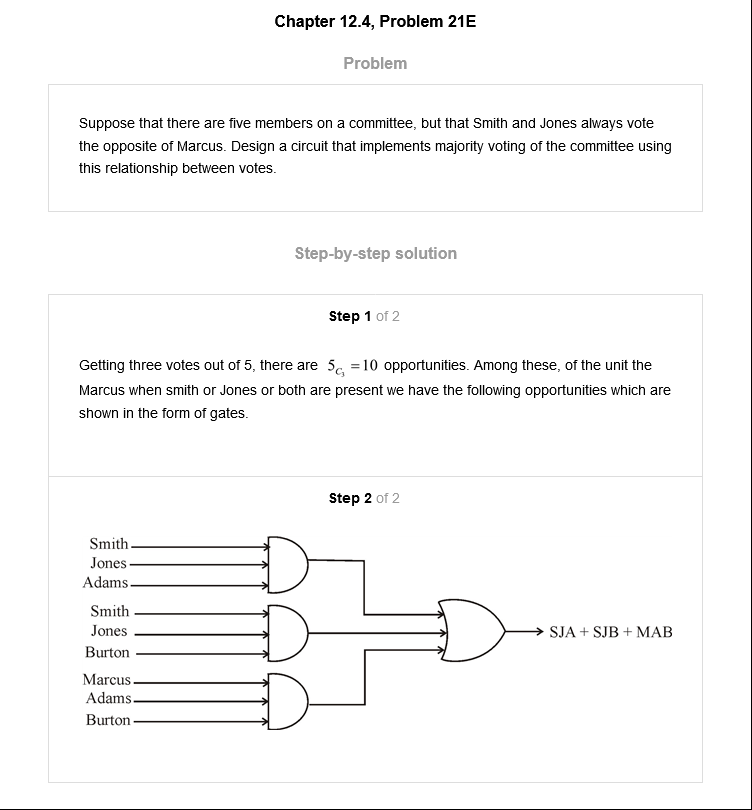 Chapter 12.4, Problem 21E
Problem
Suppose that there are five members on a committee, but that Smith and Jones always vote
the opposite of Marcus. Design a circuit that implements majority voting of the committee using
this relationship between votes.
Step-by-step solution
Step 1 of 2
Getting three votes out of 5, there are 5_{C_3} = 10 opportunities. Among these, of the unit the
Marcus when smith or Jones or both are present we have the following opportunities which are
shown in the form of gates.
Step 2 of 2
Smith
Jones
Adams
Smith
Jones
Burton
Marcus
Adams
Burton
SJA + SJB + MAB